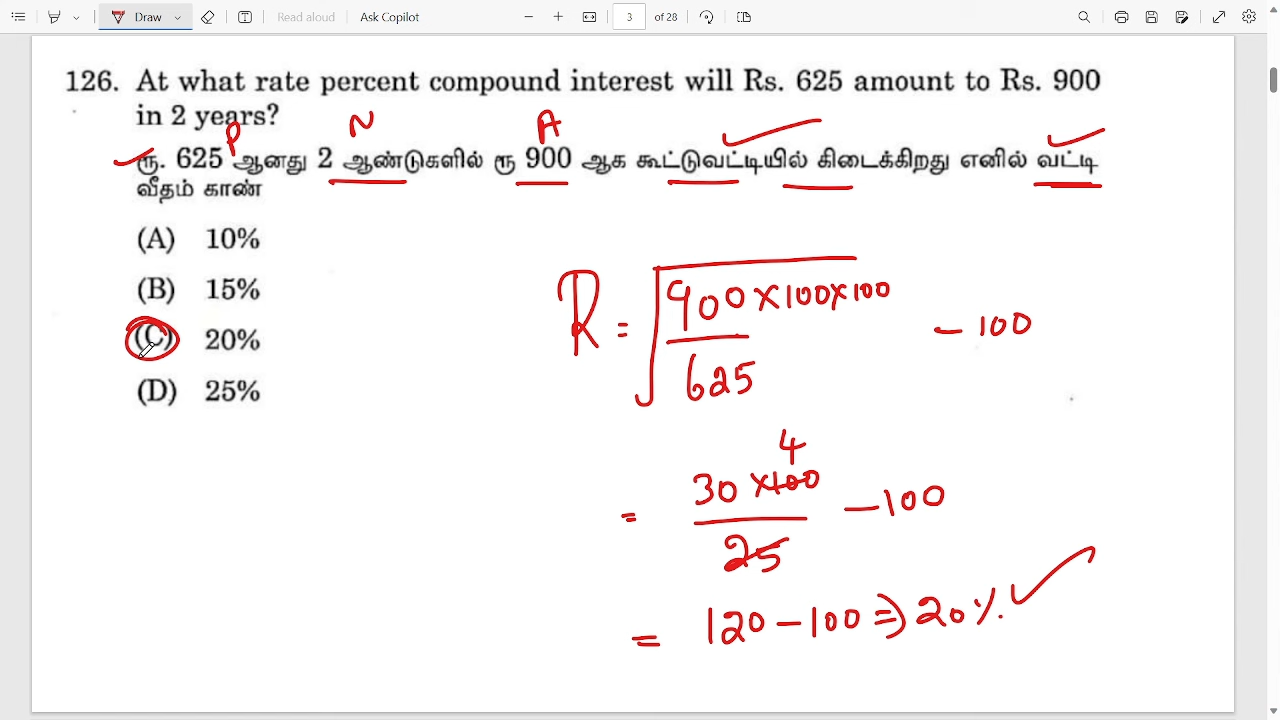 Draw Read aloud Ask Copilot 3 of 28
126. At what rate percent compound interest will Rs. 625 amount to Rs. 900
in 2 years?
P N A
ரூ. 625 ஆனது 2 ஆண்டுகளில் ரூ 900 ஆக கூட்டுவட்டியில் கிடைக்கிறது எனில் வட்டி
வீதம் காண்
(A) 10%
(B) 15%
(C) 20%
(D) 25%
R = √ 900 × 100 × 100 - 100
625
4
= 30 × 100 - 100
25
= 120 - 100 ⇒ 20%